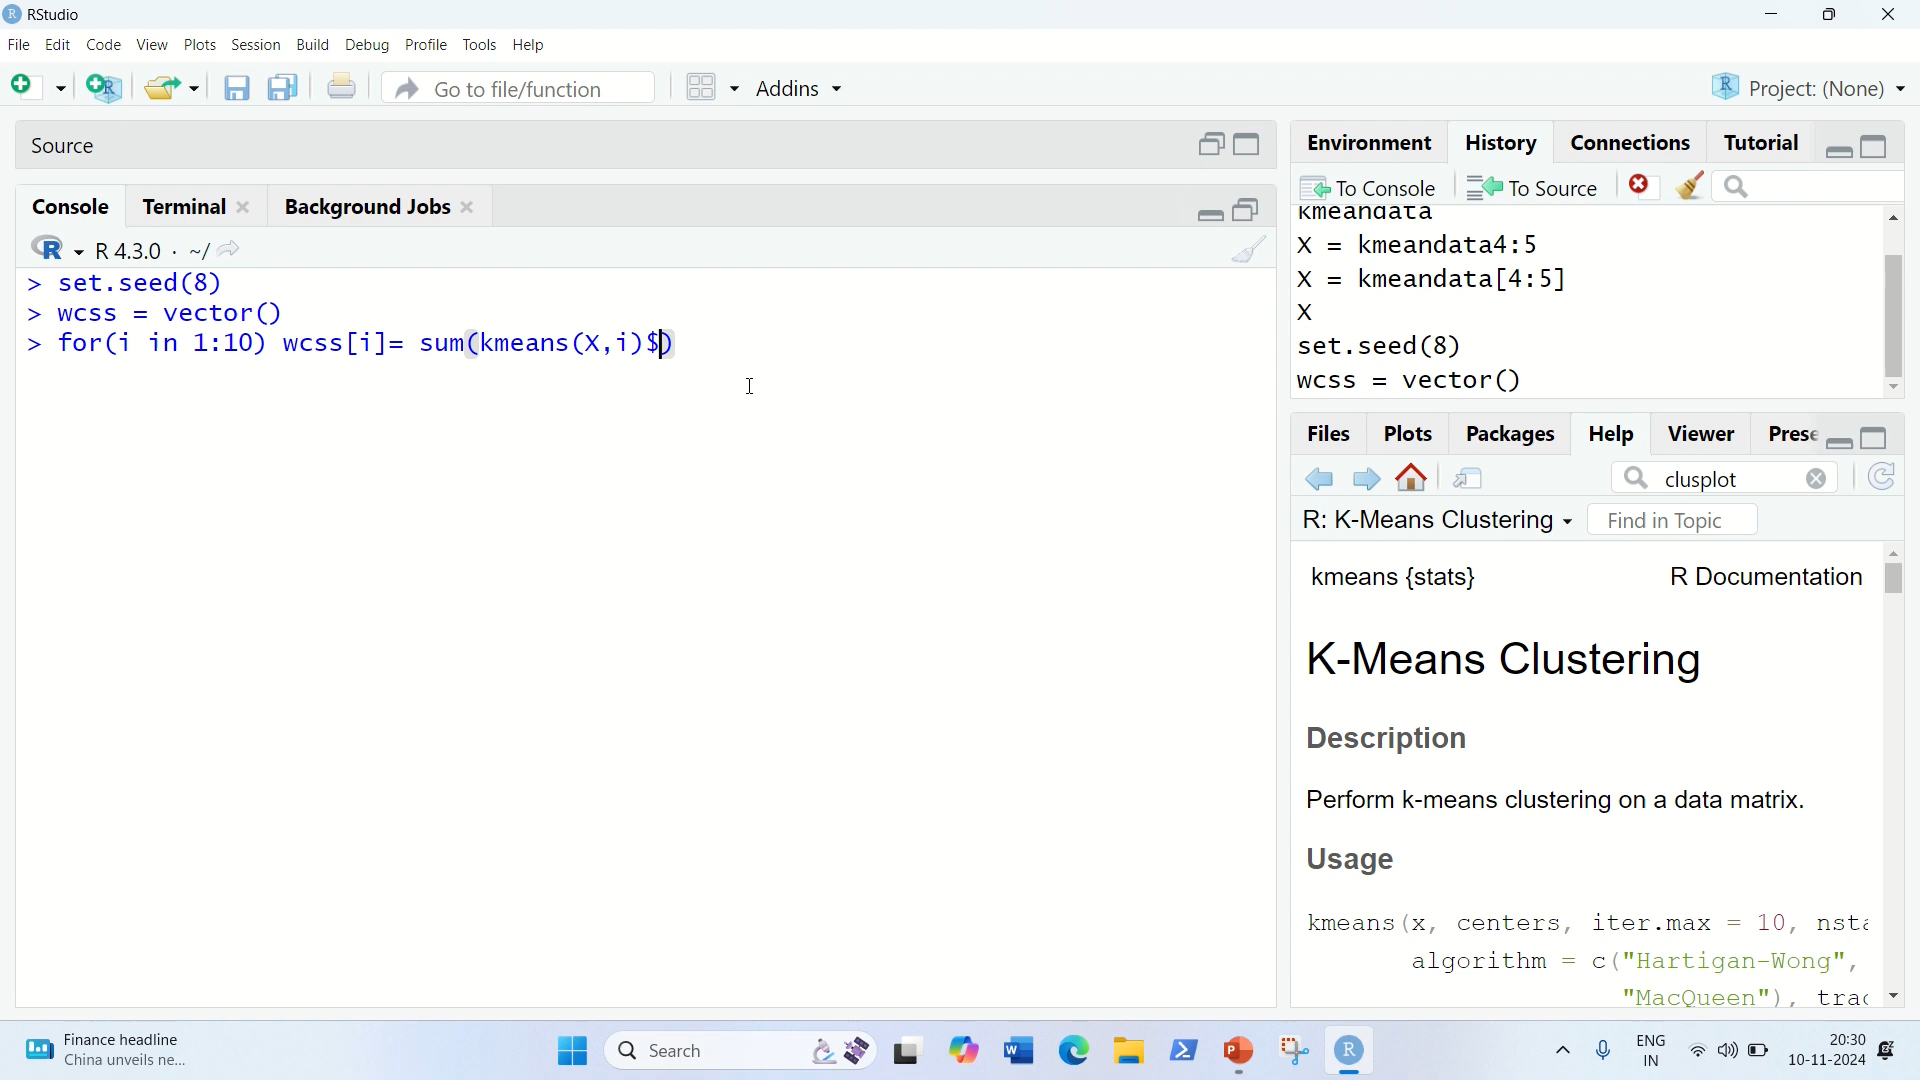 RStudio
File Edit Code View Plots Session Build Debug Profile Tools Help
Go to file/function Addins Project: (None)
Source
Console Terminal Background Jobs
R 4.3.0 · ~/
> set.seed(8)
> wcss = vector()
> for(i in 1:10) wcss[i]= sum(kmeans(X,i)$)
Environment History Connections Tutorial
To Console To Source
kmeandata
X = kmeandata4:5
X = kmeandata[4:5]
X
set.seed(8)
wcss = vector()
Files Plots Packages Help Viewer Prese
clusplot
R: K-Means Clustering Find in Topic
kmeans {stats} R Documentation
K-Means Clustering
Description
Perform k-means clustering on a data matrix.
Usage
kmeans(x, centers, iter.max = 10, nsta
algorithm = c("Hartigan-Wong",
"MacQueen"), trac
Finance headline
China unveils ne...
Search
ENG
IN
20:30
10-11-2024